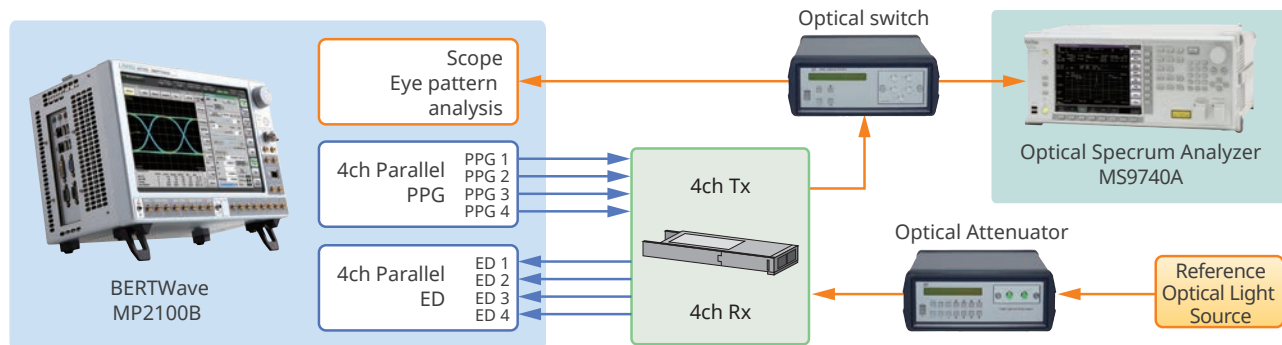 Optical switch
Scope
Eye pattern
analysis
4ch Parallel
PPG
PPG 1
PPG 2
PPG 3
PPG 4
4ch Parallel
ED
ED 1
ED 2
ED 3
ED 4
BERTWave
MP2100B
4ch Tx
4ch Rx
Optical Specrum Analyzer
MS9740A
Optical Attenuator
Reference
Optical Light
Source